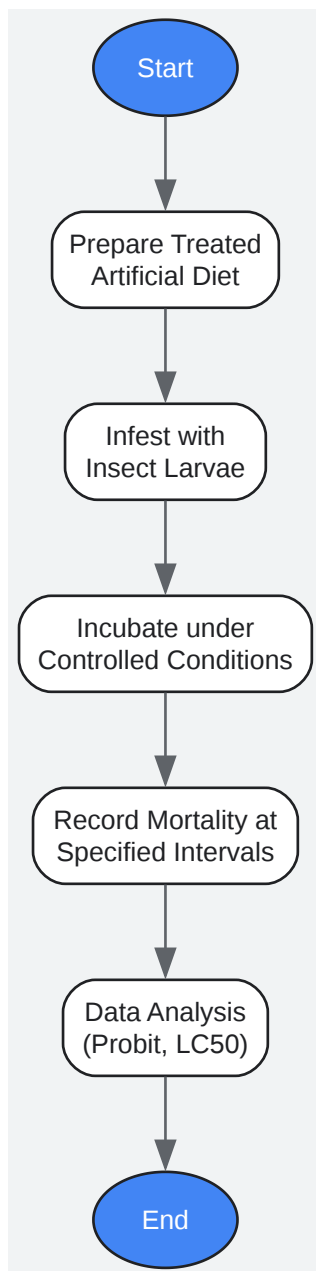 Start
Prepare Treated
Artificial Diet
Infest with
Insect Larvae
Incubate under
Controlled Conditions
Record Mortality at
Specified Intervals
Data Analysis
(Probit, LC50)
End